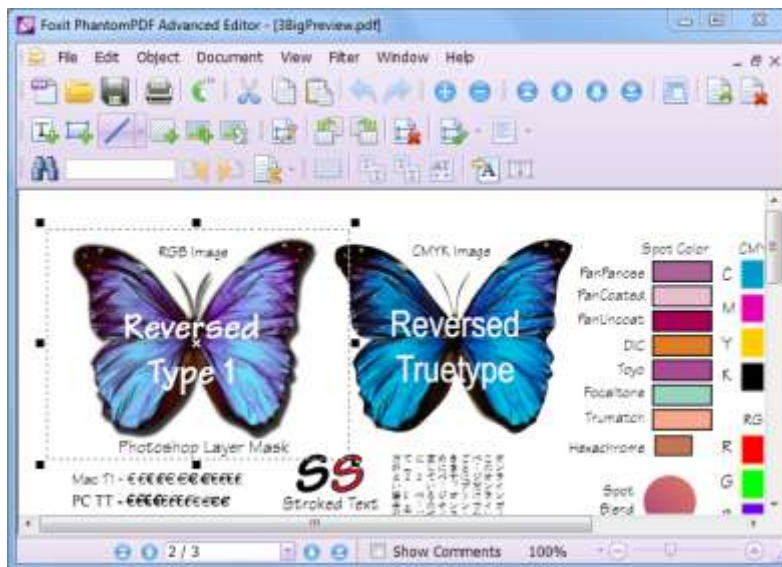 Foxit PhantomPDF Advanced Editor - [3BigPreview.pdf]
File Edit Object Document View Filter Window Help
RGB Image
CMYK Image
Spot Color
CMY
PanPanose
C
PanCoated
M
PanUncoat
DIC
Y
Toyo
K
Focaltone
Trumatch
RG
Hexachrome
R
G
Reversed
Type 1
Reversed
Truetype
Photoshop Layer Mask
Mac T1 - €€€€€€€€€€€€
PC TT - €€€€€€€€€€€€
SS
Stroked Text
Spot
Blend
2 / 3
Show Comments
100%